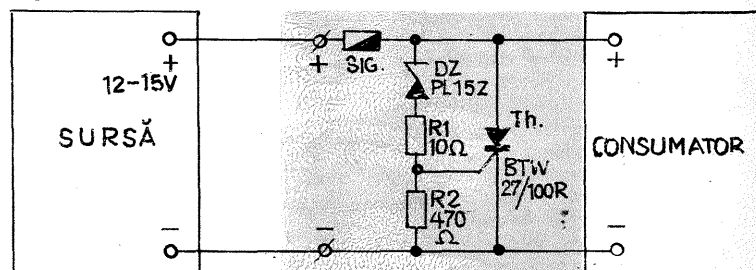 +
12-15V
SURSĂ
-
+
SIG.
DZ
PL15Z
R1
10Ω
R2
470
Ω
-
Th.
BTW
27/100R
+
CONSUMATOR
-